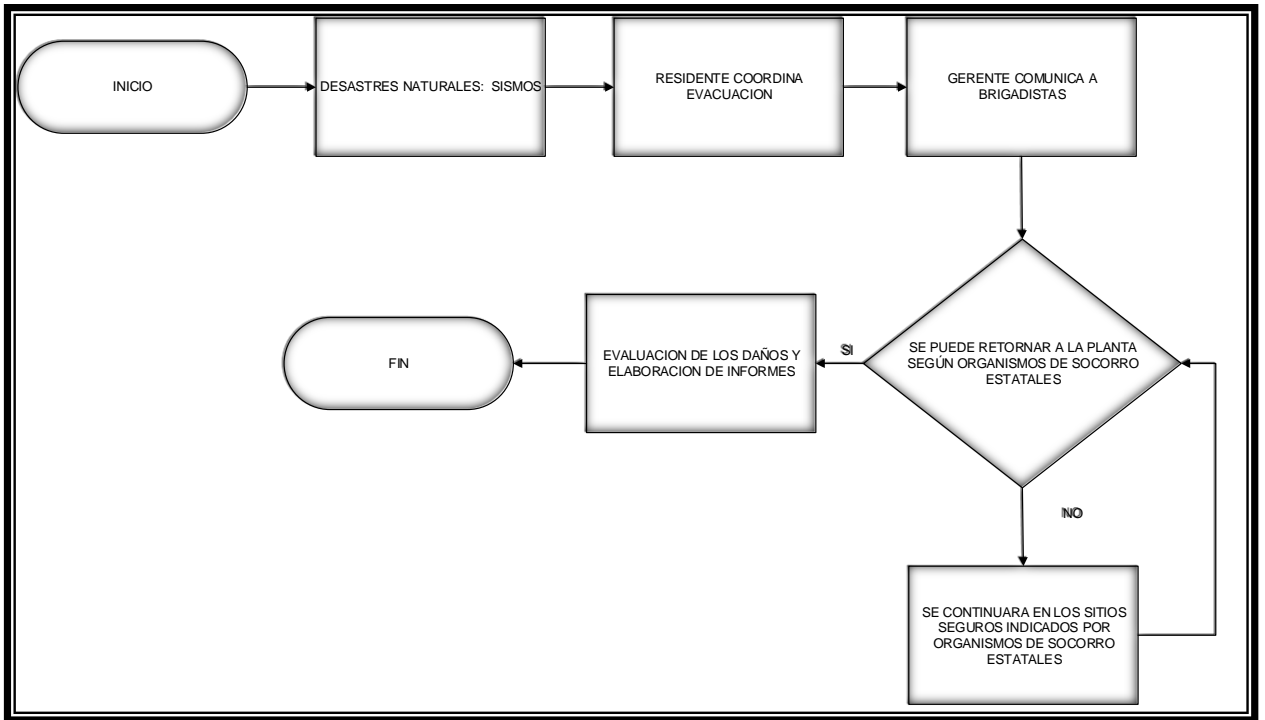 INICIO
DESASTRES NATURALES: SISMOS
RESIDENTE COORDINA
EVACUACION
GERENTE COMUNICA A
BRIGADISTAS
SE PUEDE RETORNAR A LA PLANTA
SEGÚN ORGANISMOS DE SOCORRO
ESTATALES
SI
EVALUACION DE LOS DAÑOS Y
ELABORACION DE INFORMES
FIN
NO
SE CONTINUARA EN LOS SITIOS
SEGUROS INDICADOS POR
ORGANISMOS DE SOCORRO
ESTATALES